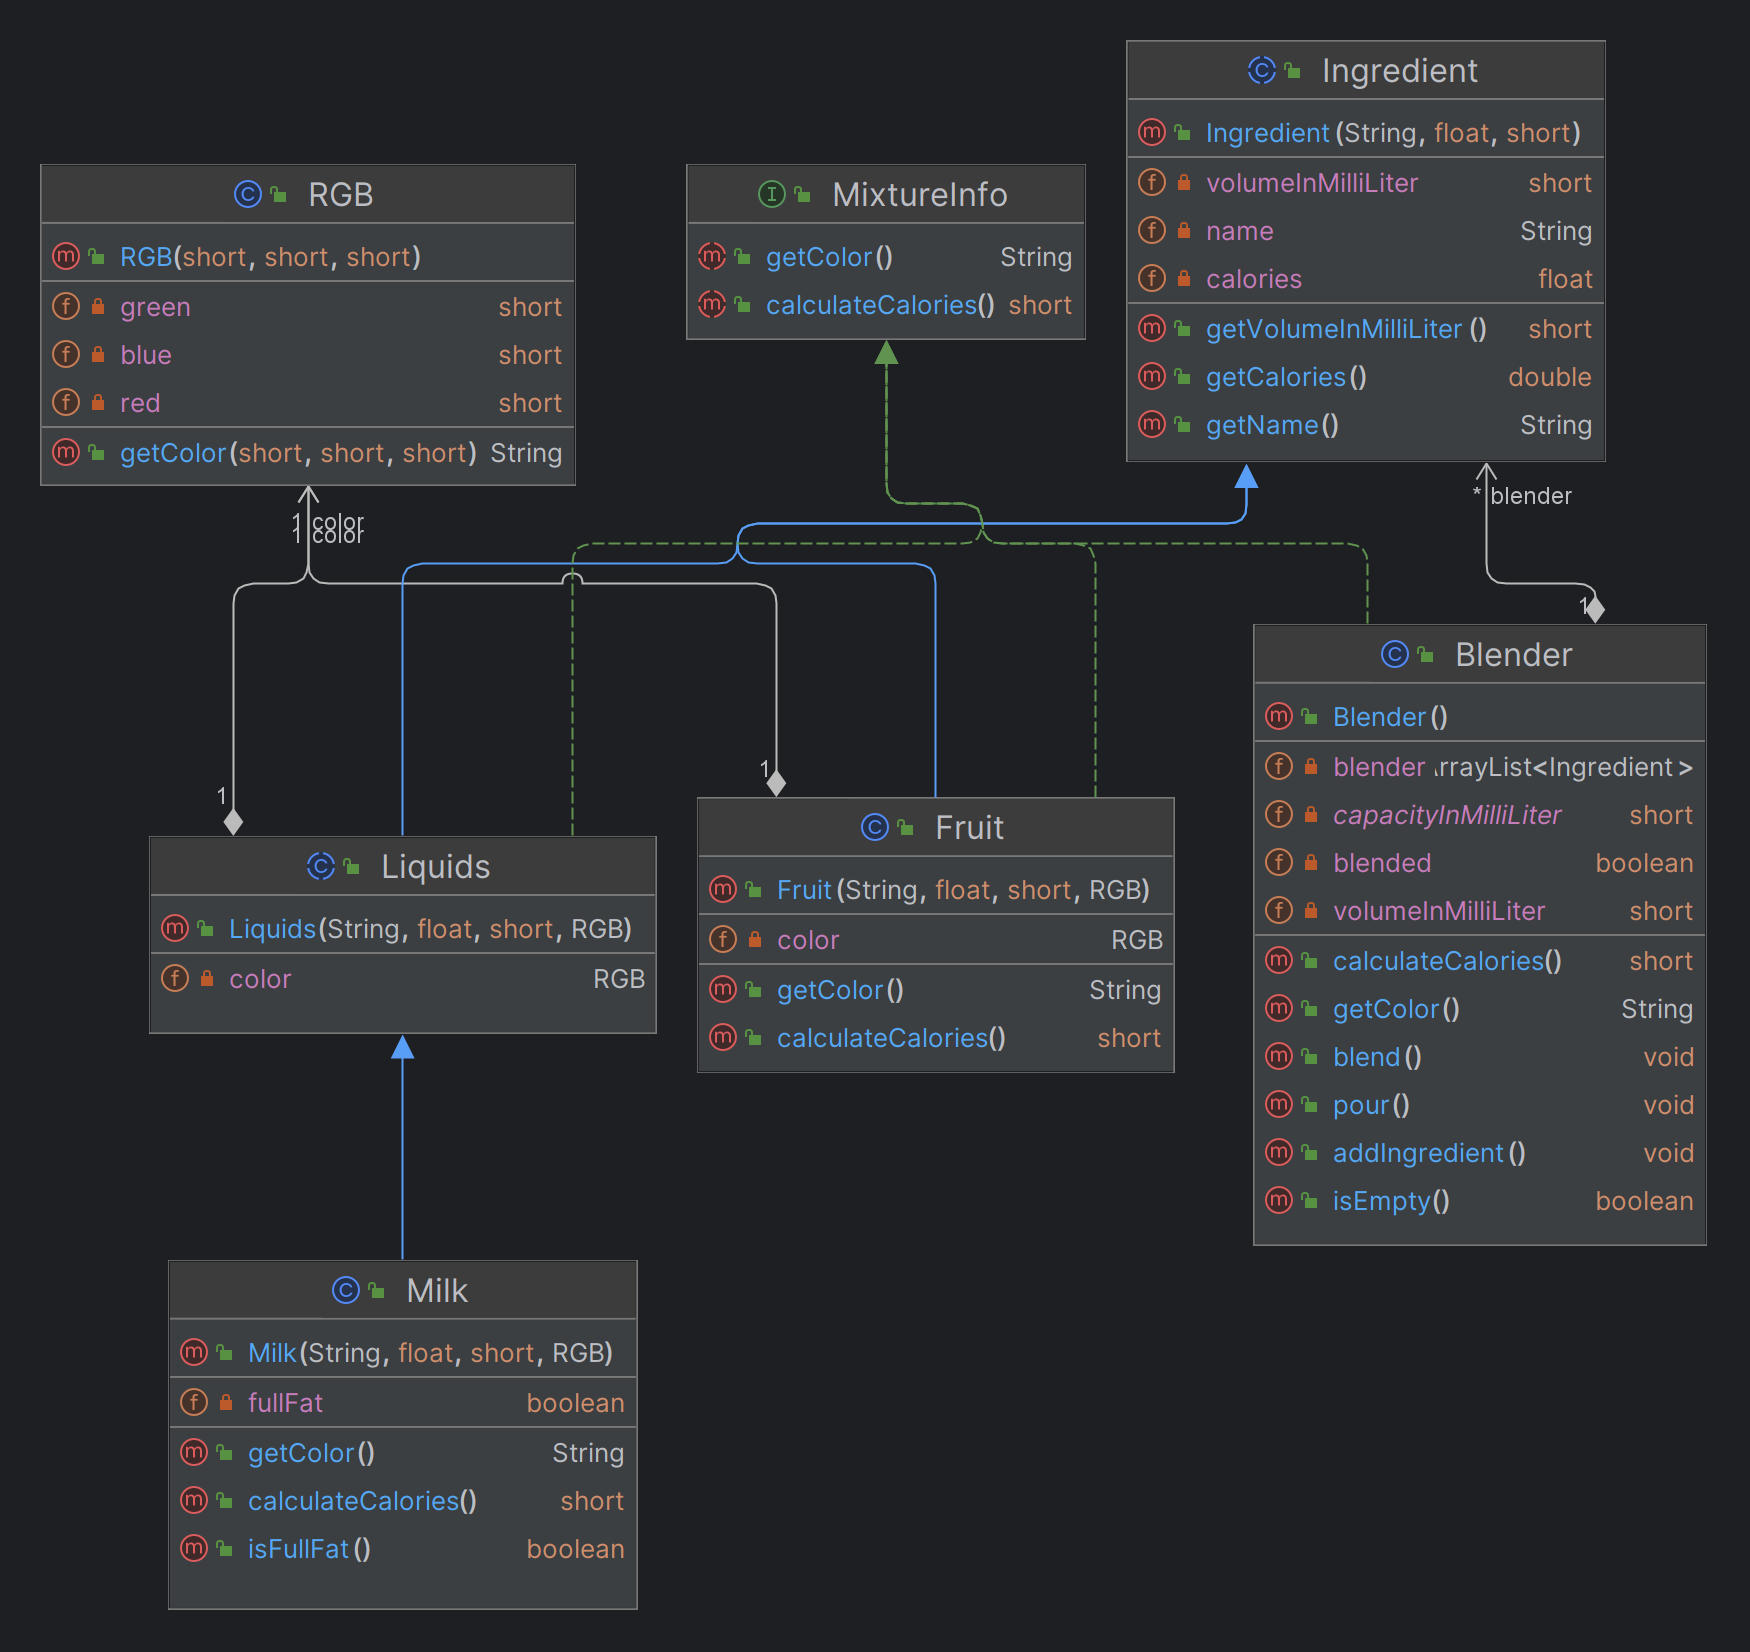 RGB
RGB(short, short, short)
green short
blue short
red short
getColor(short, short, short) String
MixtureInfo
getColor() String
calculateCalories() short
Ingredient
Ingredient(String, float, short)
volumeInMilliLiter short
name String
calories float
getVolumeInMilliLiter() short
getCalories() double
getName() String
1 color
1 color
* blender
1
1
1
Liquids
Liquids(String, float, short, RGB)
color RGB
Fruit
Fruit(String, float, short, RGB)
color RGB
getColor() String
calculateCalories() short
Blender
Blender()
blender rrayList<Ingredient>
capacityInMilliLiter short
blended boolean
volumeInMilliLiter short
calculateCalories() short
getColor() String
blend() void
pour() void
addIngredient() void
isEmpty() boolean
Milk
Milk(String, float, short, RGB)
fullFat boolean
getColor() String
calculateCalories() short
isFullFat() boolean